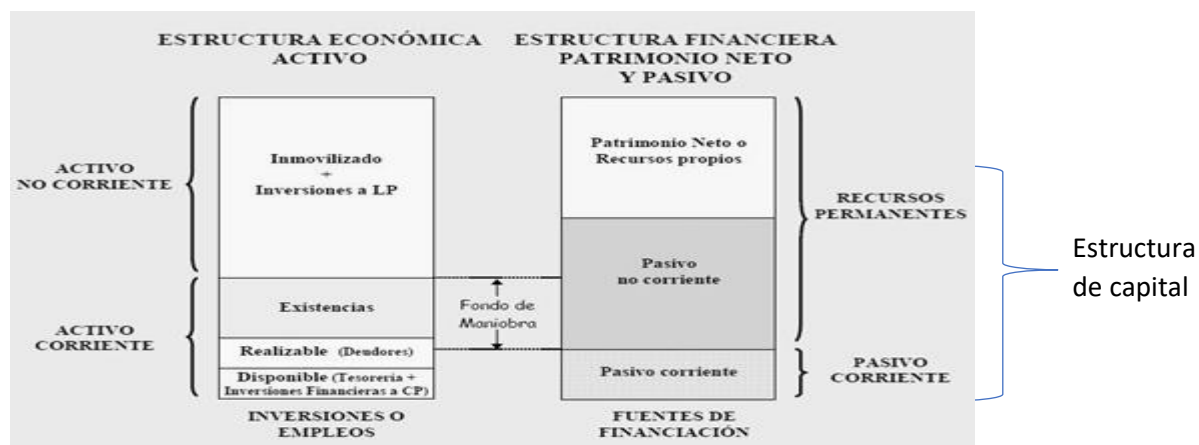 ESTRUCTURA ECONÓMICA
ACTIVO
ESTRUCTURA FINANCIERA
PATRIMONIO NETO
Y PASIVO
ACTIVO
NO CORRIENTE
Inmovilizado
+
Inversiones a LP
Patrimonio Neto o
Recursos propios
RECURSOS
PERMANENTES
Pasivo
no corriente
Estructura
de capital
Fondo de
Maniobra
ACTIVO
CORRIENTE
Existencias
Realizable (Deudores)
Disponible (Tesorería +
Inversiones Financieras a CP)
Pasivo corriente
PASIVO
CORRIENTE
INVERSIONES O
EMPLEOS
FUENTES DE
FINANCIACIÓN